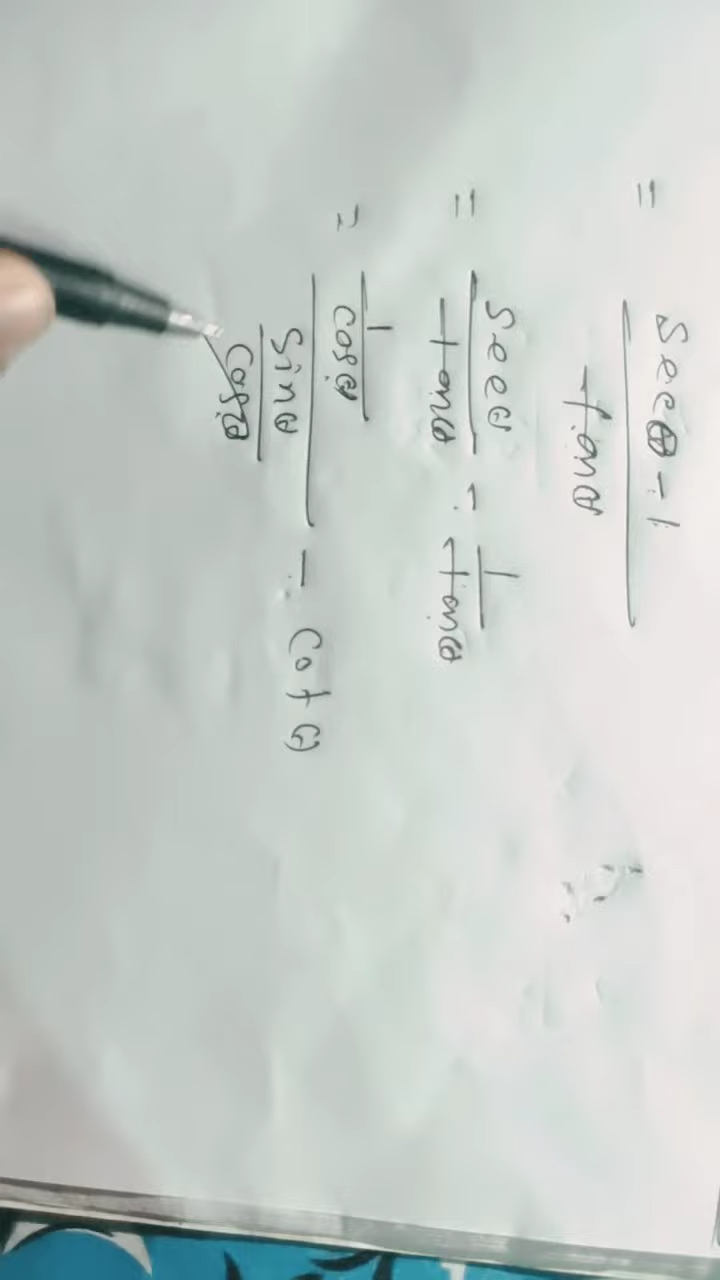 = (Secθ - 1) / tanθ
= Secθ / tanθ - 1 / tanθ
= (1 / Cosθ) / (Sinθ / Cosθ) - Cotθ